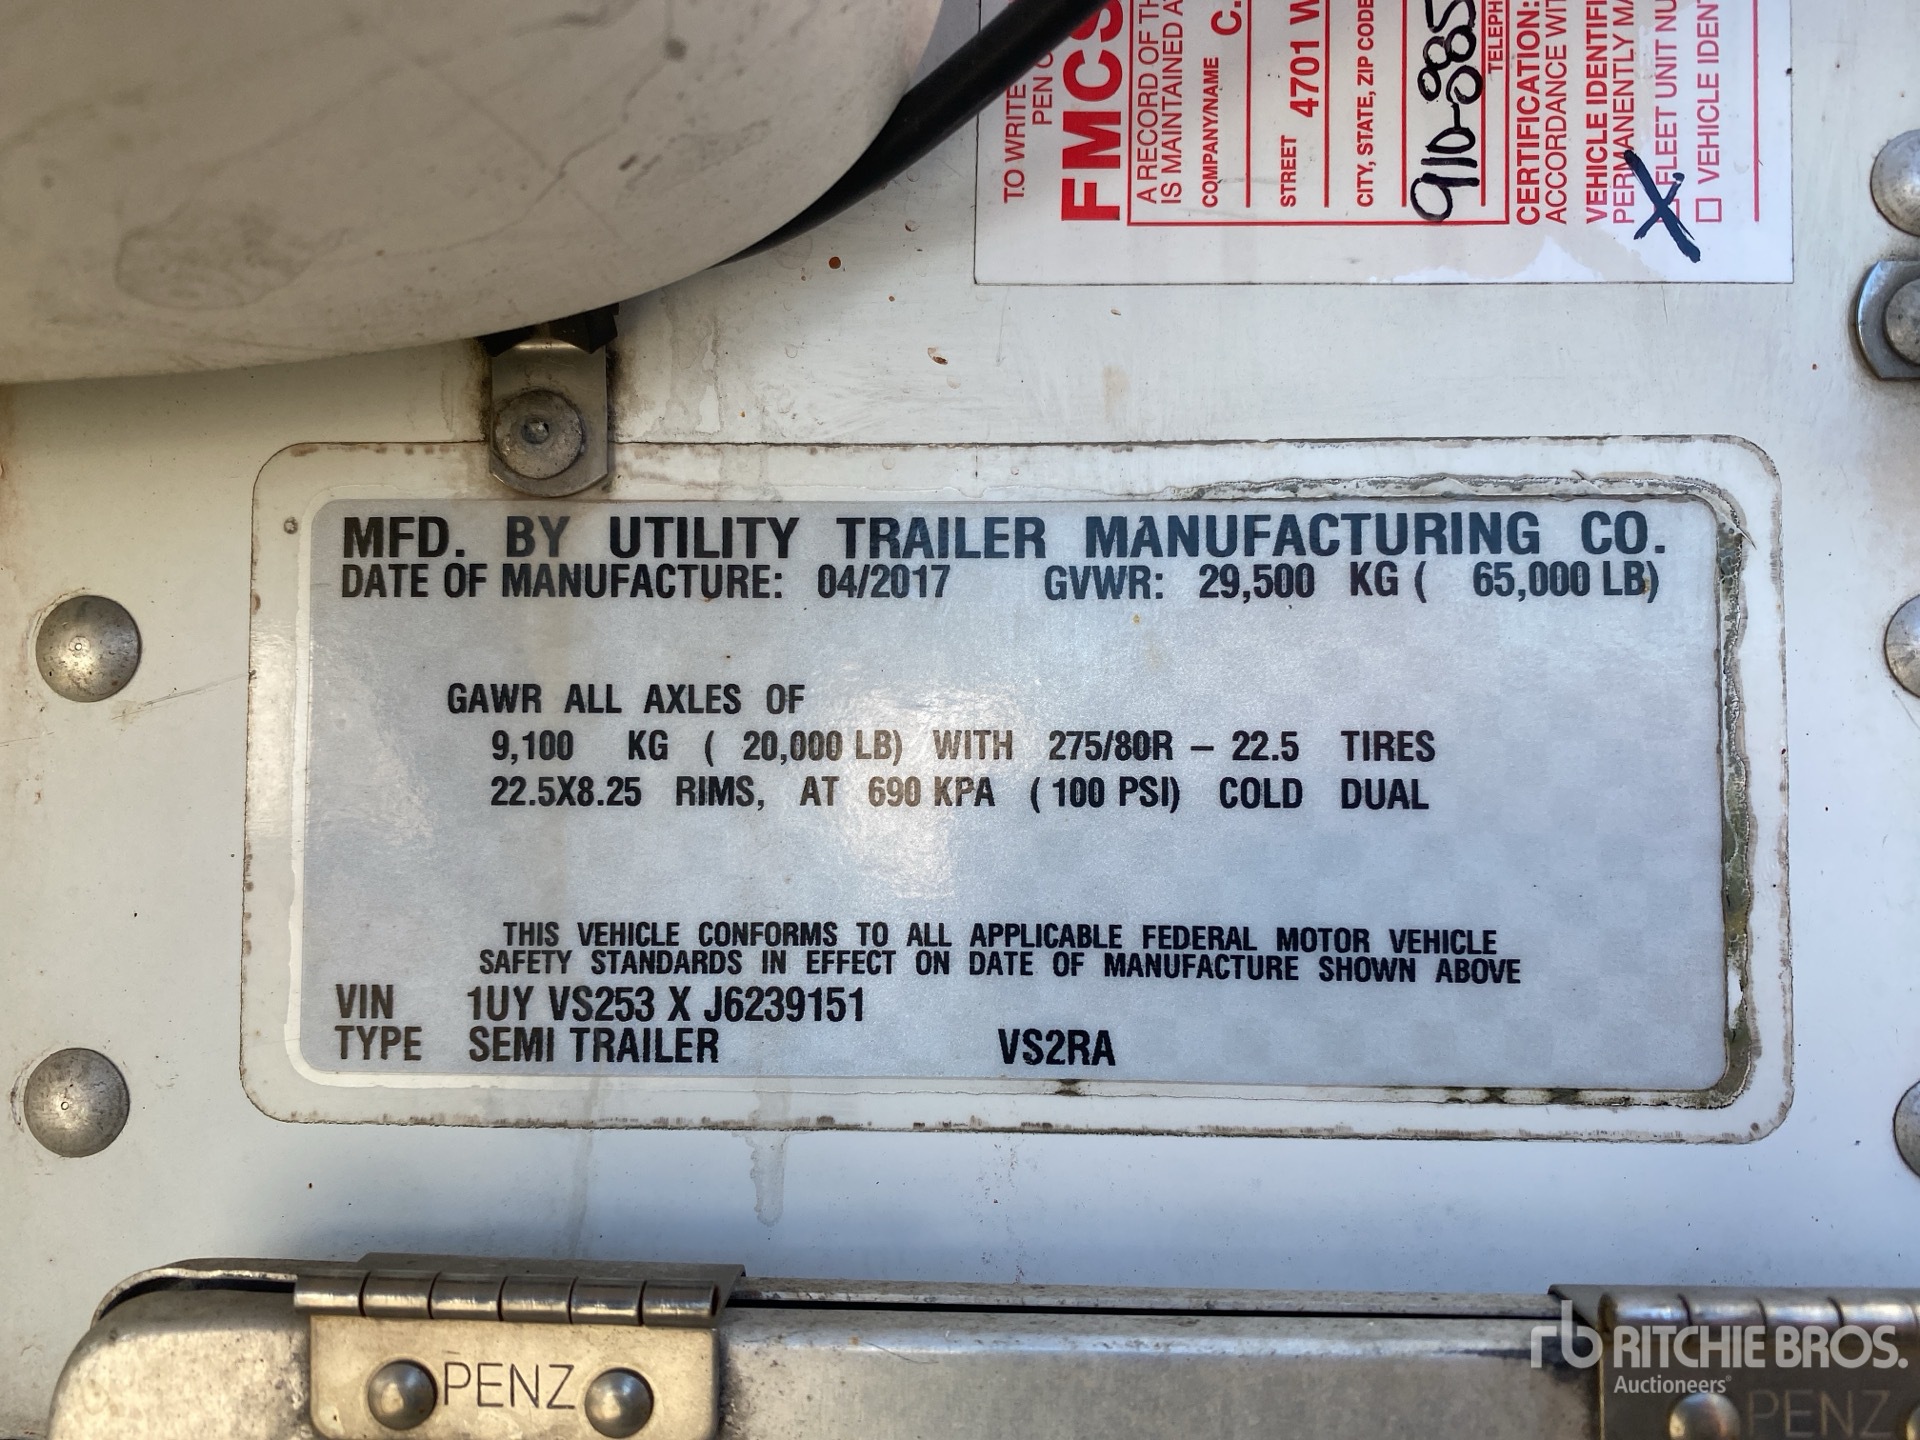 TO WRITE
PEN
FMCS
A RECORD OF TH
IS MAINTAINED A
COMPANY/NAME C.
STREET 4701 W
CITY, STATE, ZIP CODE
910-885
TELEPH
CERTIFICATION:
ACCORDANCE WIT
VEHICLE IDENTIFI
PERMANENTLY MA
FLEET UNIT NU
VEHICLE IDENT
MFD. BY UTILITY TRAILER MANUFACTURING CO.
DATE OF MANUFACTURE: 04/2017 GVWR: 29,500 KG ( 65,000 LB)
GAWR ALL AXLES OF
9,100 KG ( 20,000 LB) WITH 275/80R – 22.5 TIRES
22.5X8.25 RIMS, AT 690 KPA ( 100 PSI) COLD DUAL
THIS VEHICLE CONFORMS TO ALL APPLICABLE FEDERAL MOTOR VEHICLE
SAFETY STANDARDS IN EFFECT ON DATE OF MANUFACTURE SHOWN ABOVE
VIN 1UY VS253 X J6239151
TYPE SEMI TRAILER VS2RA
PENZ
PENZ
rb RITCHIE BROS.
Auctioneers